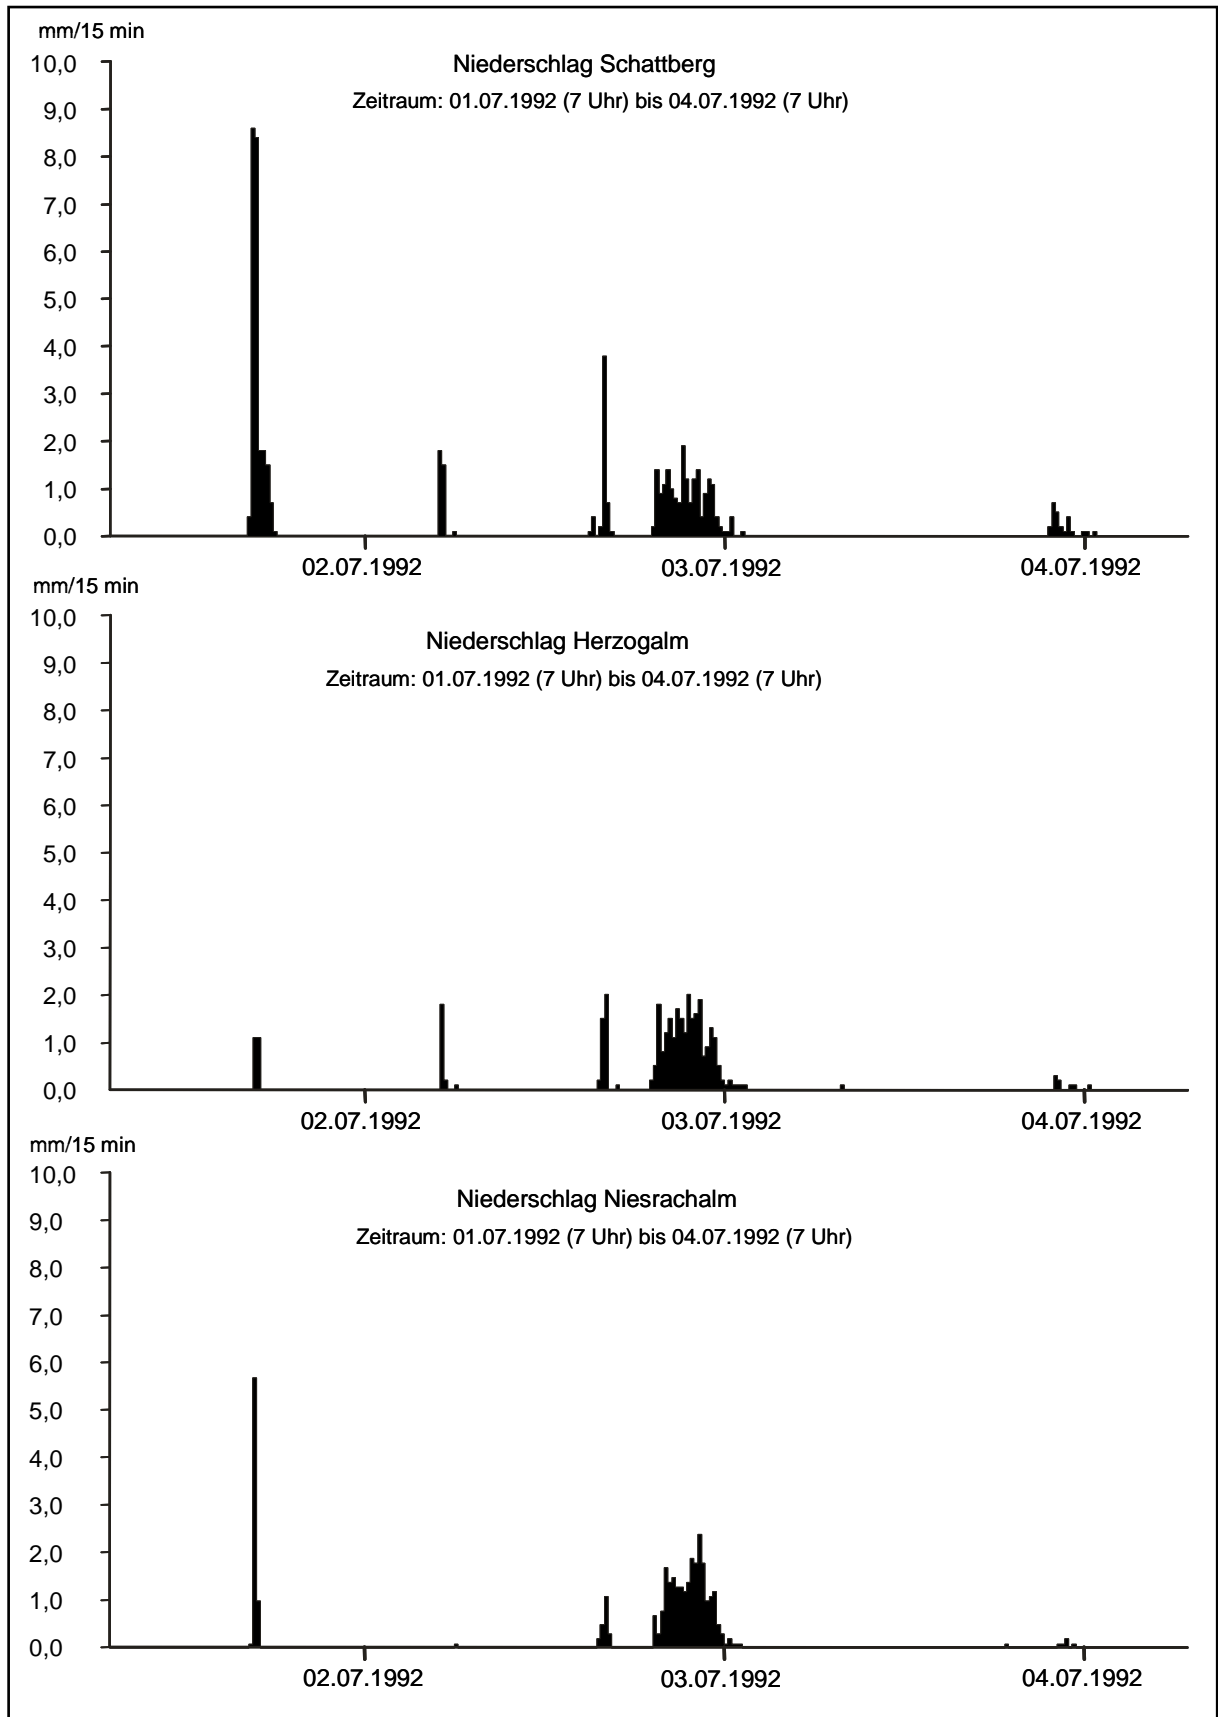 mm/15 min
Niederschlag Schattberg
Zeitraum: 01.07.1992 (7 Uhr) bis 04.07.1992 (7 Uhr)
10,0
9,0
8,0
7,0
6,0
5,0
4,0
3,0
2,0
1,0
0,0
02.07.1992 03.07.1992 04.07.1992
mm/15 min
Niederschlag Herzogalm
Zeitraum: 01.07.1992 (7 Uhr) bis 04.07.1992 (7 Uhr)
10,0
9,0
8,0
7,0
6,0
5,0
4,0
3,0
2,0
1,0
0,0
02.07.1992 03.07.1992 04.07.1992
mm/15 min
Niederschlag Niesrachalm
Zeitraum: 01.07.1992 (7 Uhr) bis 04.07.1992 (7 Uhr)
10,0
9,0
8,0
7,0
6,0
5,0
4,0
3,0
2,0
1,0
0,0
02.07.1992 03.07.1992 04.07.1992